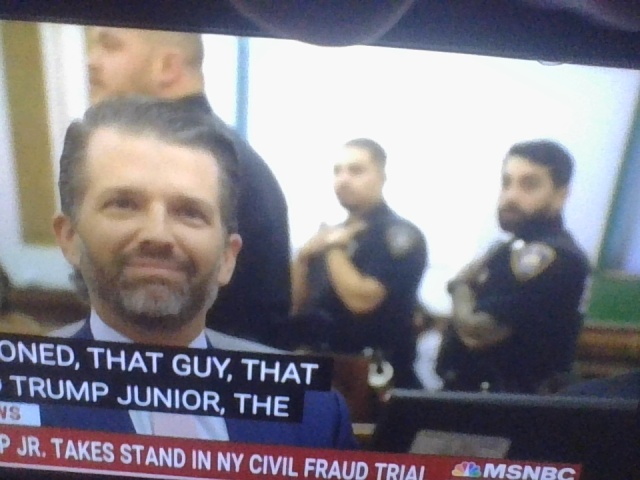 ONED, THAT GUY, THAT
TRUMP JUNIOR, THE
WS
P JR. TAKES STAND IN NY CIVIL FRAUD TRIAL
MSNBC